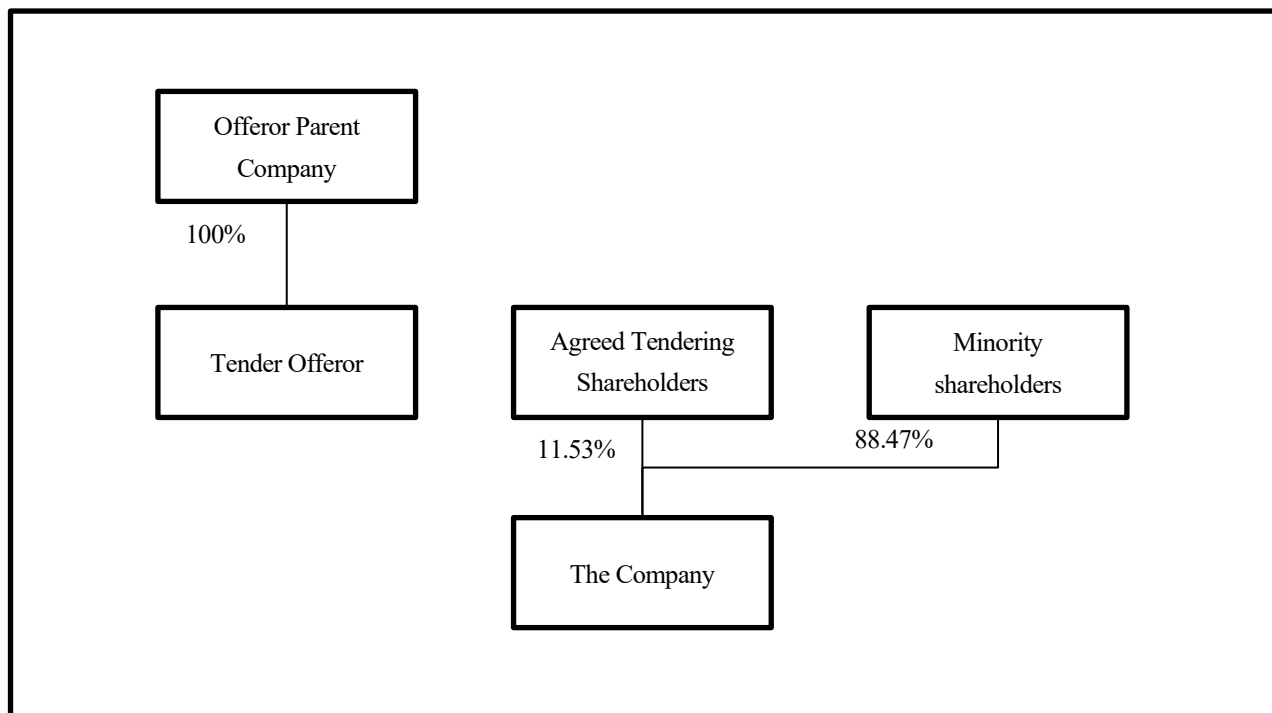 Offeror Parent
Company
100%
Tender Offeror
Agreed Tendering
Shareholders
Minority
shareholders
11.53%
88.47%
The Company